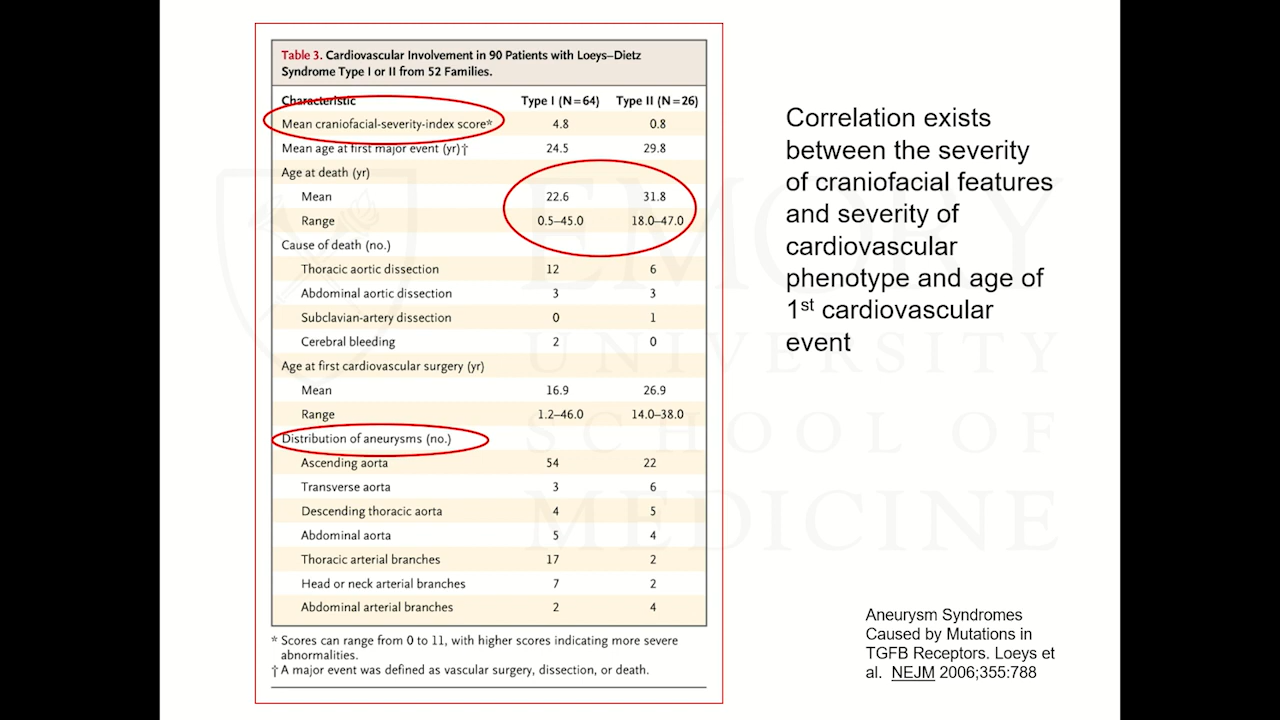 Table 3. Cardiovascular Involvement in 90 Patients with Loeys–Dietz
Syndrome Type I or II from 52 Families.
Characteristic Type I (N=64) Type II (N=26)
Mean craniofacial-severity-index score* 4.8 0.8
Mean age at first major event (yr)† 24.5 29.8
Age at death (yr)
Mean 22.6 31.8
Range 0.5–45.0 18.0–47.0
Cause of death (no.)
Thoracic aortic dissection 12 6
Abdominal aortic dissection 3 3
Subclavian-artery dissection 0 1
Cerebral bleeding 2 0
Age at first cardiovascular surgery (yr)
Mean 16.9 26.9
Range 1.2–46.0 14.0–38.0
Distribution of aneurysms (no.)
Ascending aorta 54 22
Transverse aorta 3 6
Descending thoracic aorta 4 5
Abdominal aorta 5 4
Thoracic arterial branches 17 2
Head or neck arterial branches 7 2
Abdominal arterial branches 2 4
* Scores can range from 0 to 11, with higher scores indicating more severe
abnormalities.
† A major event was defined as vascular surgery, dissection, or death.
Correlation exists
between the severity
of craniofacial features
and severity of
cardiovascular
phenotype and age of
1st cardiovascular
event
Aneurysm Syndromes
Caused by Mutations in
TGFB Receptors. Loeys et
al. NEJM 2006;355:788
EMORY
UNIVERSITY
SCHOOL OF
MEDICINE